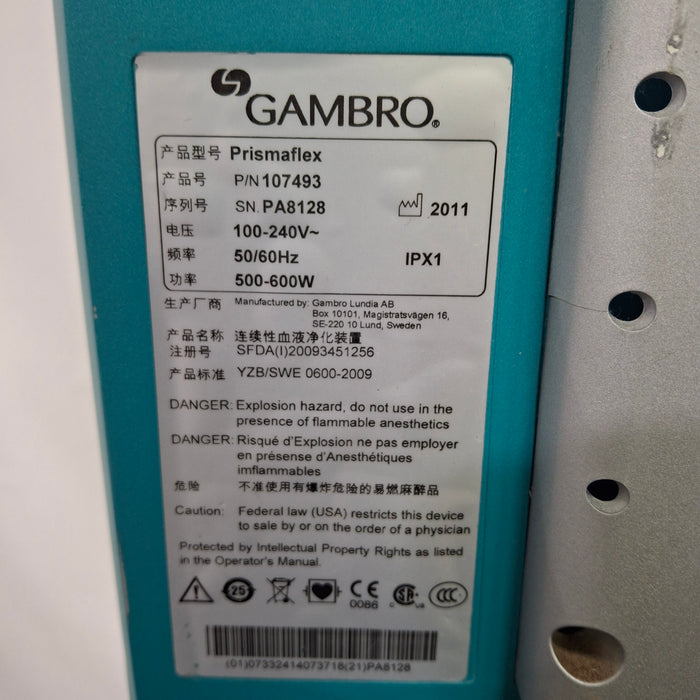 GAMBRO®
产品型号 Prismaflex
产品号 P/N 107493
序列号 SN. PA8128 2011
电压 100-240V~
频率 50/60Hz IPX1
功率 500-600W
生产厂商 Manufactured by: Gambro Lundia AB
Box 10101, Magistratsvägen 16,
SE-220 10 Lund, Sweden
产品名称 连续性血液净化装置
注册号 SFDA(I)20093451256
产品标准 YZB/SWE 0600-2009
DANGER: Explosion hazard, do not use in the
presence of flammable anesthetics
DANGER: Risqué d'Explosion ne pas employer
en présense d'Anesthétiques
imflammables
危险 不准使用有爆炸危险的易燃麻醉品
Caution: Federal law (USA) restricts this device
to sale by or on the order of a physician
Protected by Intellectual Property Rights as listed
in the Operator's Manual.
25 CE 0086 c SA us CCC
(01)07332414073718(21)PA8128